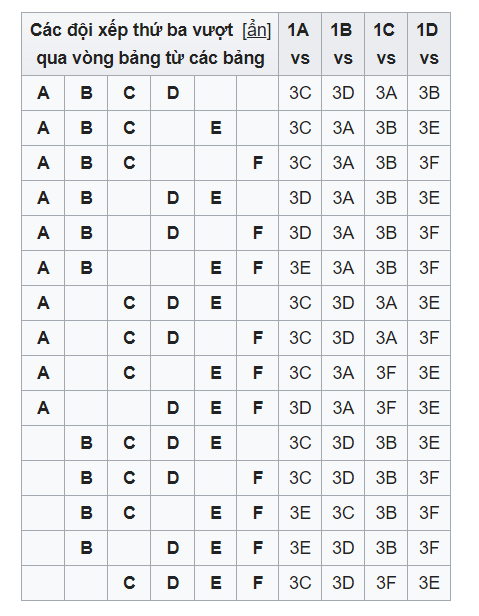 Các đội xếp thứ ba vượt [ẩn] 1A 1B 1C 1D
qua vòng bảng từ các bảng vs vs vs vs
A B C D 3C 3D 3A 3B
A B C E 3C 3A 3B 3E
A B C F 3C 3A 3B 3F
A B D E 3D 3A 3B 3E
A B D F 3D 3A 3B 3F
A B E F 3E 3A 3B 3F
A C D E 3C 3D 3A 3E
A C D F 3C 3D 3A 3F
A C E F 3C 3A 3F 3E
A D E F 3D 3A 3F 3E
B C D E 3C 3D 3B 3E
B C D F 3C 3D 3B 3F
B C E F 3E 3C 3B 3F
B D E F 3E 3D 3B 3F
C D E F 3C 3D 3F 3E